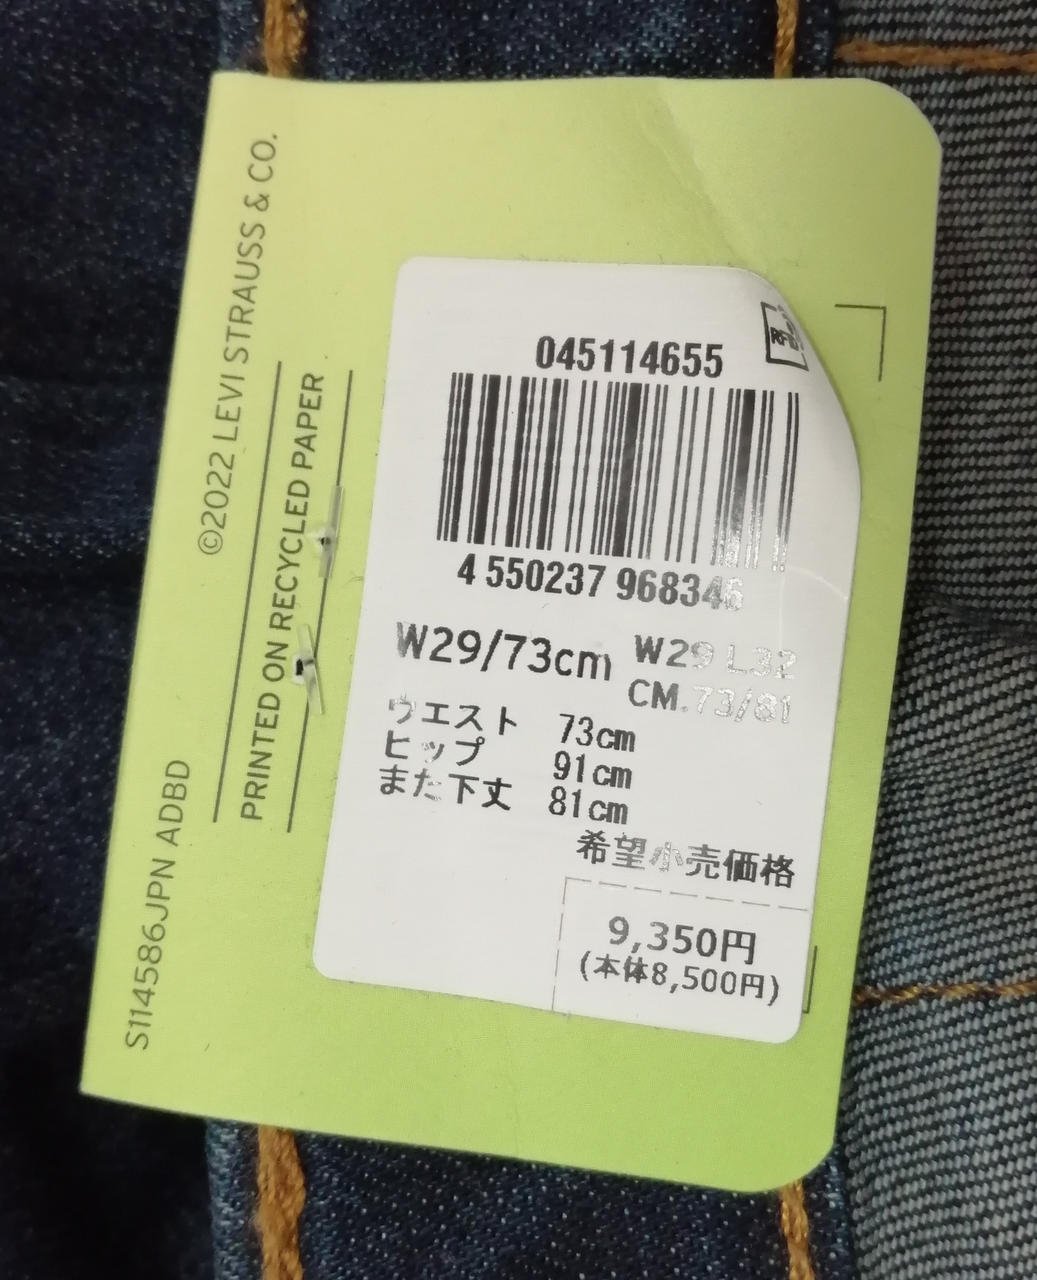 ©2022 LEVI STRAUSS & CO.
PRINTED ON RECYCLED PAPER
S114586JPN ADBD
045114655
4 550237 968346
W29/73cm
W29 L32
CM.73/81
ウエスト 73cm
ヒップ 91cm
また下丈 81cm
希望小売価格
9,350円
(本体8,500円)